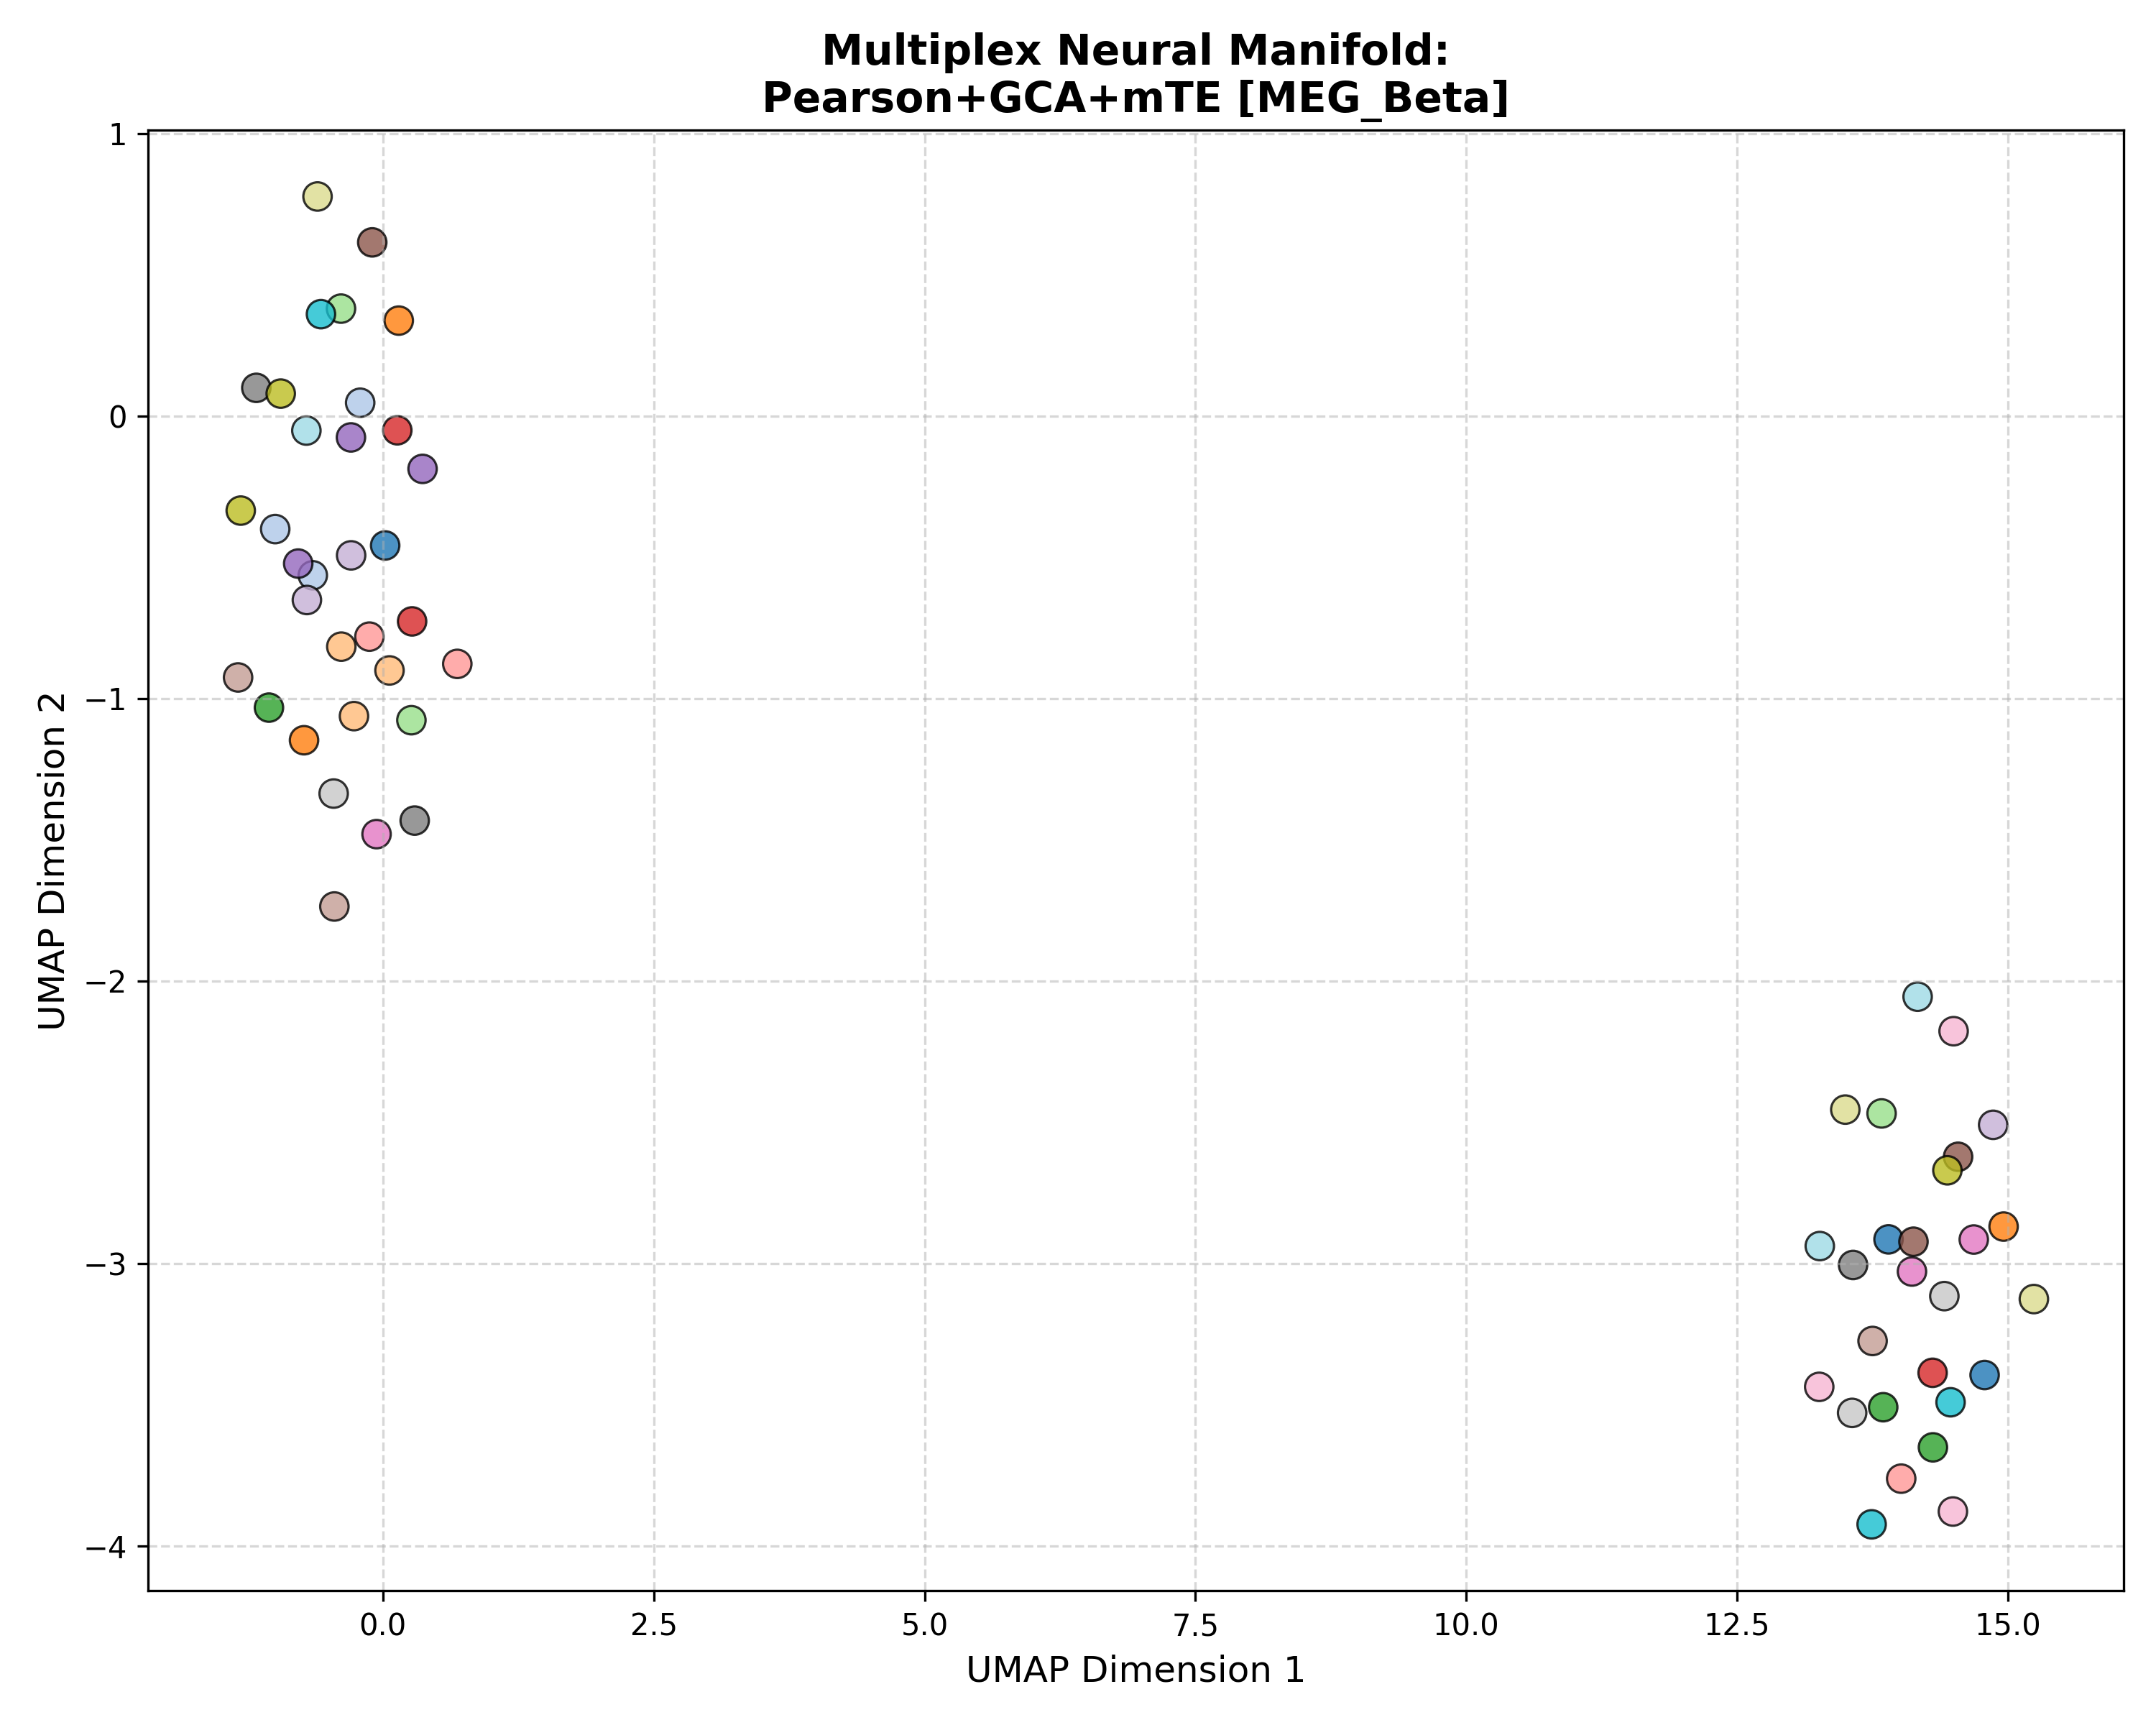 Multiplex Neural Manifold:
Pearson+GCA+mTE [MEG_Beta]
1
0
−1
−2
−3
−4
UMAP Dimension 2
0.0 2.5 5.0 7.5 10.0 12.5 15.0
UMAP Dimension 1